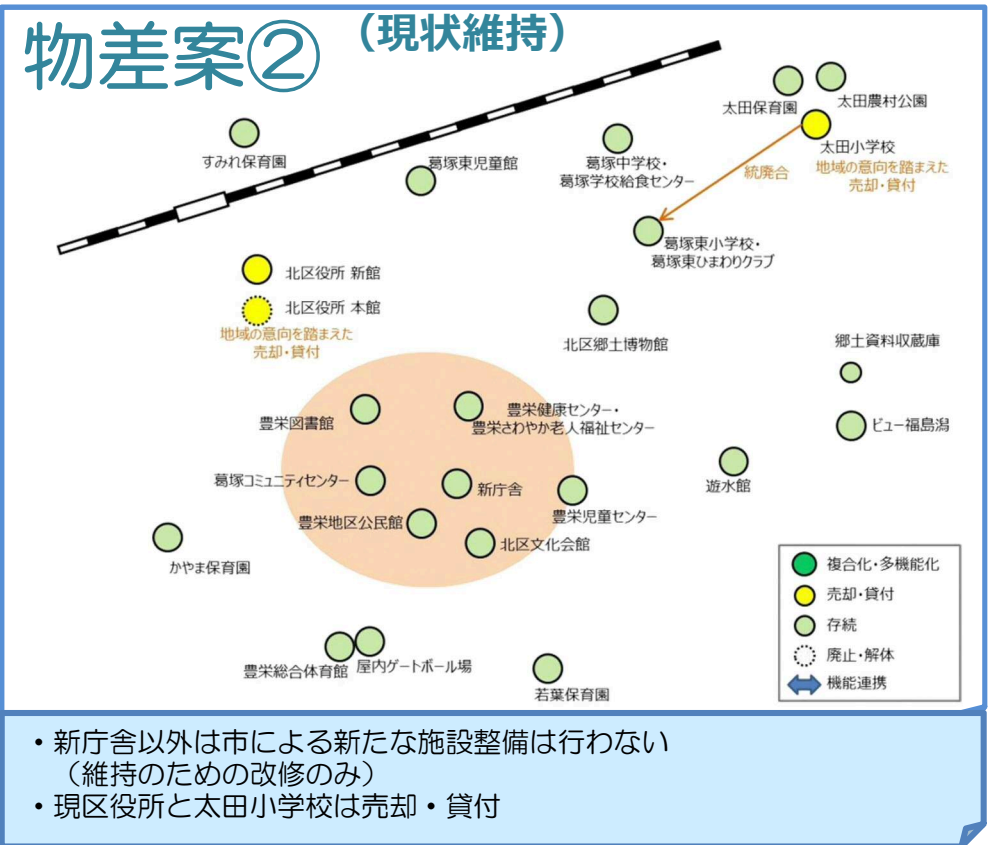 物差案②
（現状維持）
太田保育園
太田農村公園
太田小学校
地域の意向を踏まえた
売却・貸付
統廃合
すみれ保育園
葛塚東児童館
葛塚中学校・
葛塚学校給食センター
葛塚東小学校・
葛塚東ひまわりクラブ
北区役所 新館
北区役所 本館
地域の意向を踏まえた
売却・貸付
北区郷土博物館
郷土資料収蔵庫
豊栄図書館
豊栄健康センター・
豊栄さわやか老人福祉センター
ビュー福島潟
葛塚コミュニティセンター
新庁舎
遊水館
豊栄児童センター
豊栄地区公民館
北区文化会館
かやま保育園
豊栄総合体育館
屋内ゲートボール場
若葉保育園
複合化・多機能化
売却・貸付
存続
廃止・解体
機能連携
・新庁舎以外は市による新たな施設整備は行わない
（維持のための改修のみ）
・現区役所と太田小学校は売却・貸付